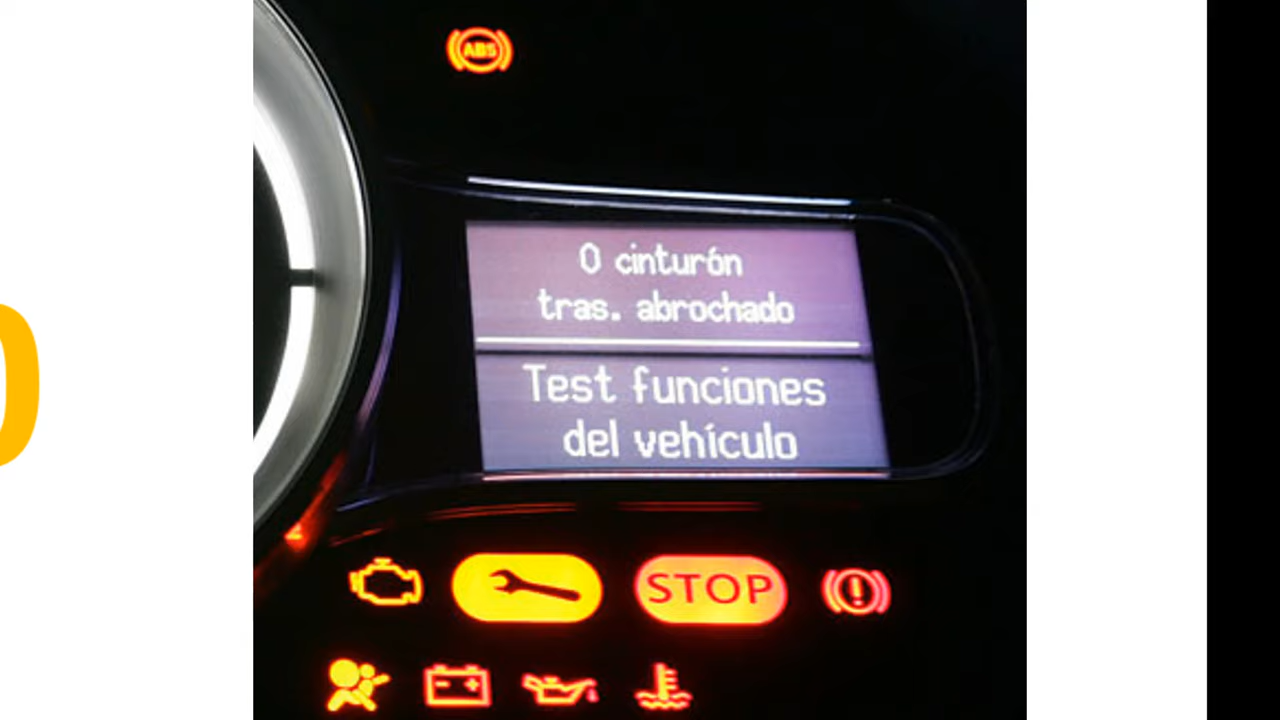 ABS
0 cinturón
tras. abrochado
Test funciones
del vehículo
STOP